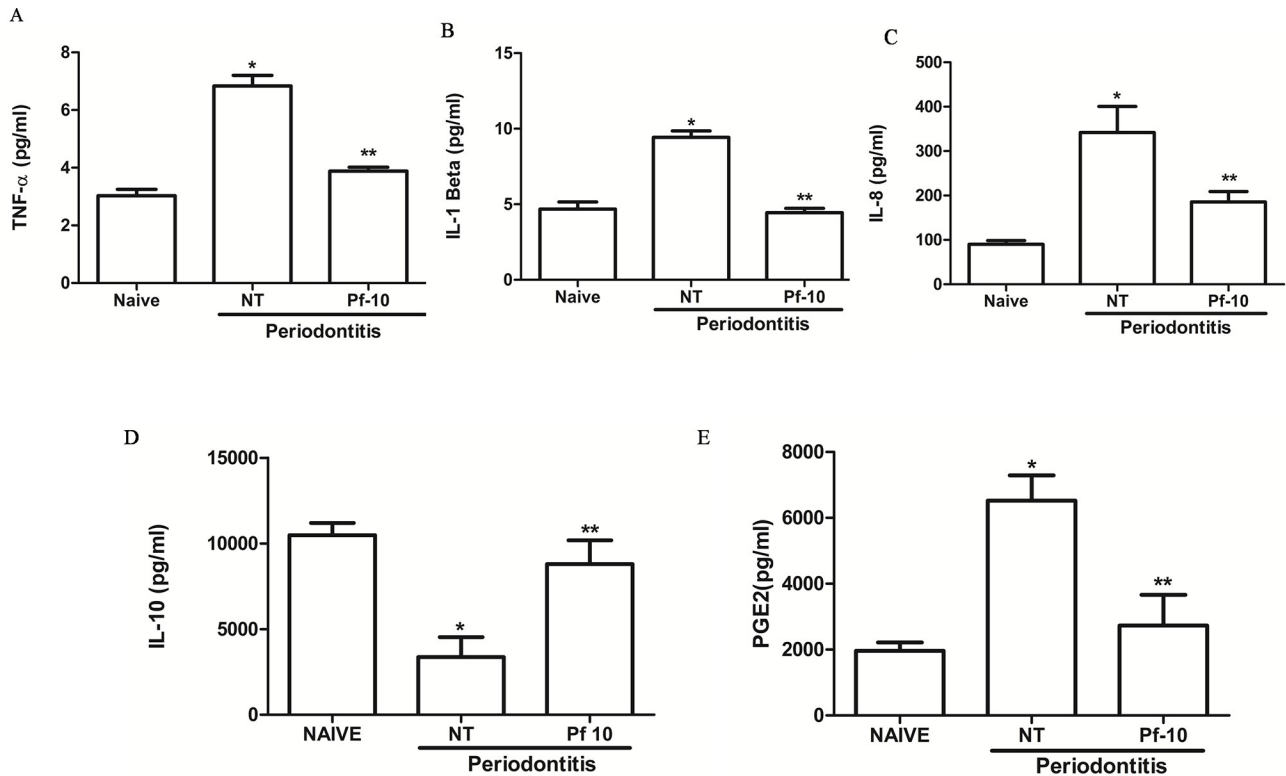 A
TNF-α (pg/ml)
8
6
4
2
0
*
**
Naive NT Pf-10
Periodontitis
B
IL-1 Beta (pg/ml)
15
10
5
0
*
**
Naive NT Pf-10
Periodontitis
C
IL-8 (pg/ml)
500
400
300
200
100
0
*
**
Naive NT Pf-10
Periodontitis
D
IL-10 (pg/ml)
15000
10000
5000
0
*
**
NAIVE NT Pf 10
Periodontitis
E
PGE2(pg/ml)
8000
6000
4000
2000
0
*
**
NAIVE NT Pf-10
Periodontitis